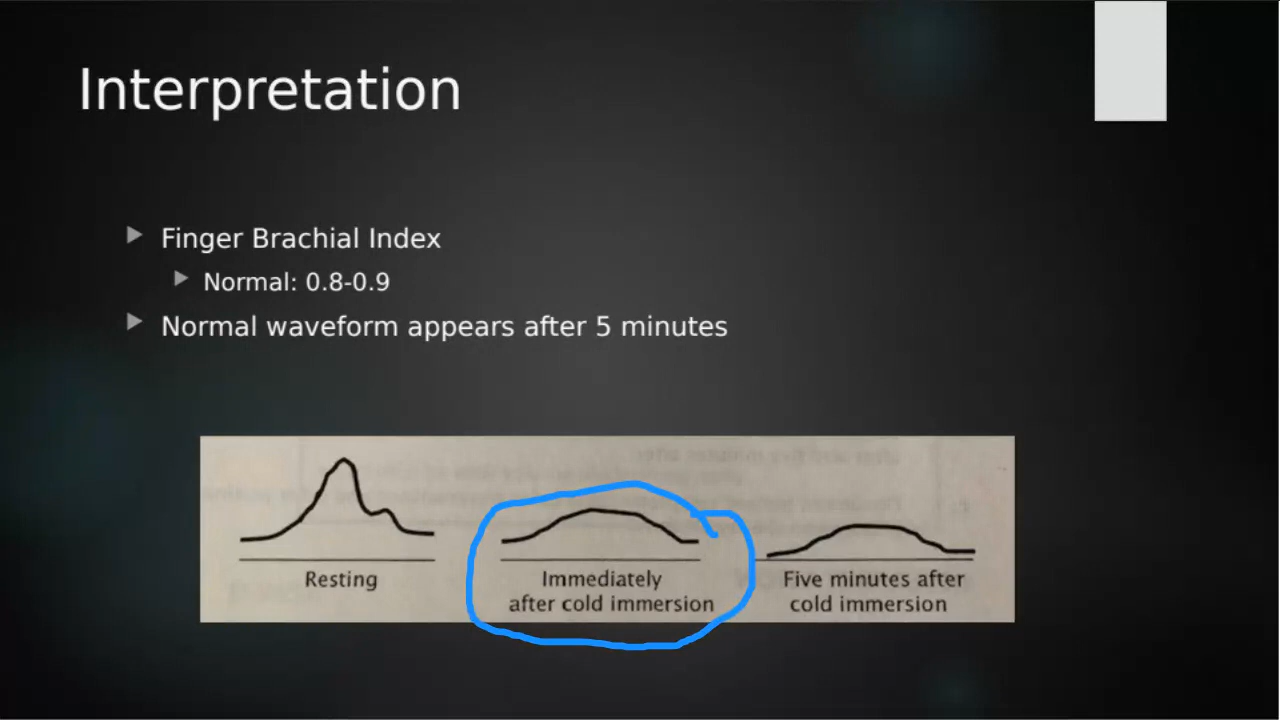 Interpretation
Finger Brachial Index
Normal: 0.8-0.9
Normal waveform appears after 5 minutes
Resting
Immediately
after cold immersion
Five minutes after
cold immersion